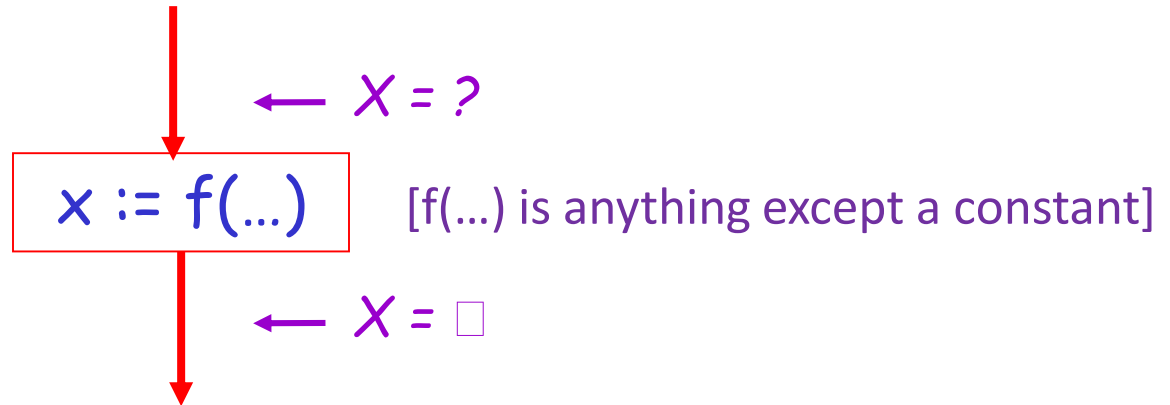 X = ?
x := f(...) [f(...) is anything except a constant]
X = □